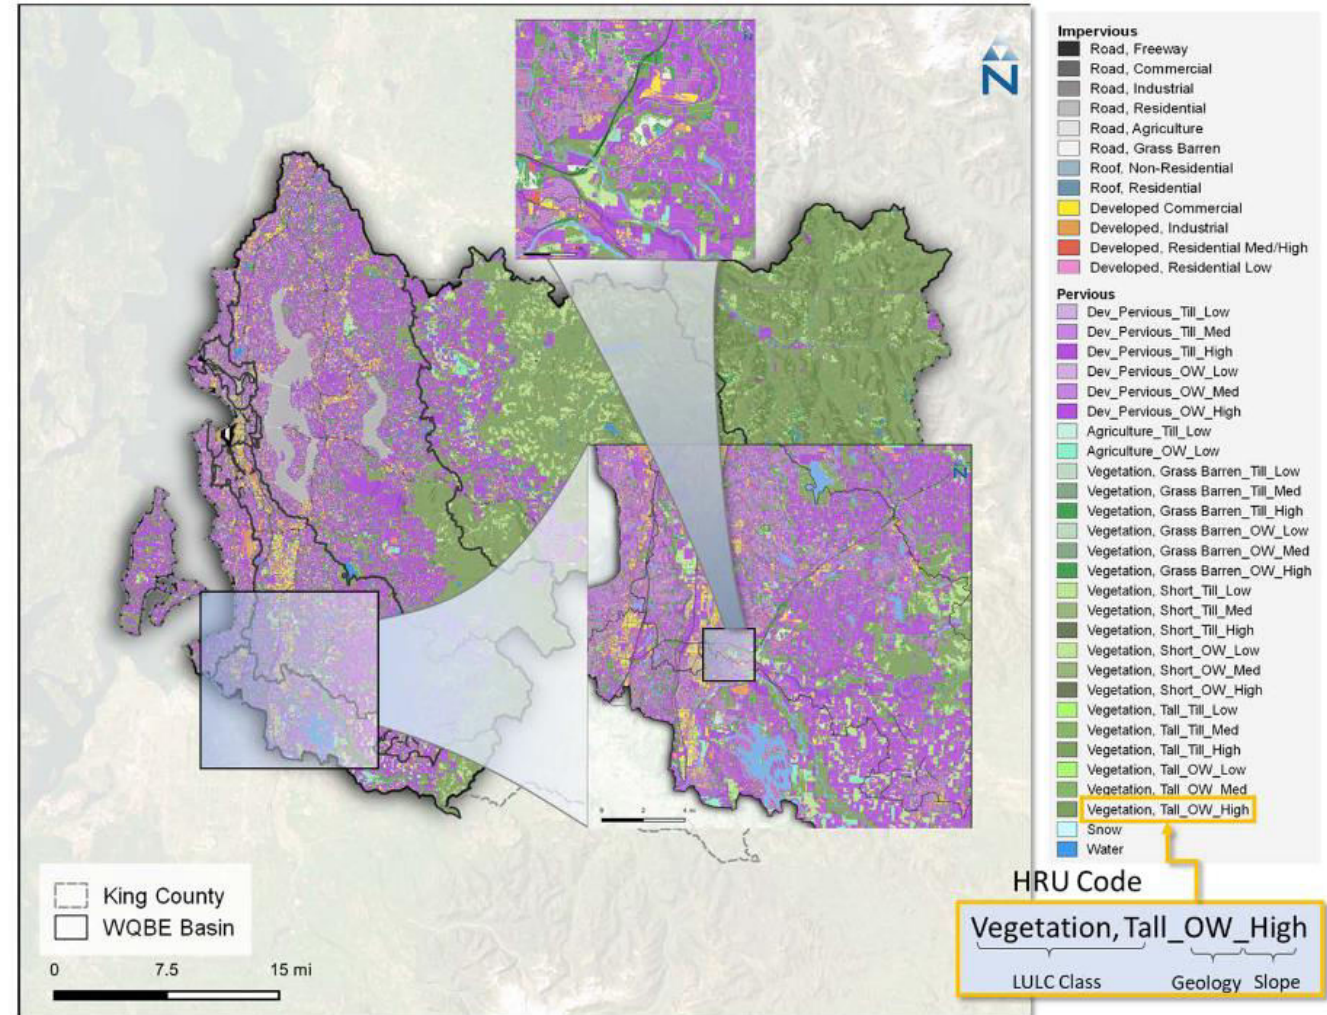 N
Impervious
Road, Freeway
Road, Commercial
Road, Industrial
Road, Residential
Road, Agriculture
Road, Grass Barren
Roof, Non-Residential
Roof, Residential
Developed Commercial
Developed, Industrial
Developed, Residential Med/High
Developed, Residential Low
Pervious
Dev_Pervious_Till_Low
Dev_Pervious_Till_Med
Dev_Pervious_Till_High
Dev_Pervious_OW_Low
Dev_Pervious_OW_Med
Dev_Pervious_OW_High
Agriculture_Till_Low
Agriculture_OW_Low
Vegetation, Grass Barren_Till_Low
Vegetation, Grass Barren_Till_Med
Vegetation, Grass Barren_Till_High
Vegetation, Grass Barren_OW_Low
Vegetation, Grass Barren_OW_Med
Vegetation, Grass Barren_OW_High
Vegetation, Short_Till_Low
Vegetation, Short_Till_Med
Vegetation, Short_Till_High
Vegetation, Short_OW_Low
Vegetation, Short_OW_Med
Vegetation, Short_OW_High
Vegetation, Tall_Till_Low
Vegetation, Tall_Till_Med
Vegetation, Tall_Till_High
Vegetation, Tall_OW_Low
Vegetation, Tall_OW_Med
Vegetation, Tall_OW_High
Snow
Water
HRU Code
Vegetation, Tall_OW_High
LULC Class Geology Slope
King County
WQBE Basin
0 7.5 15 mi